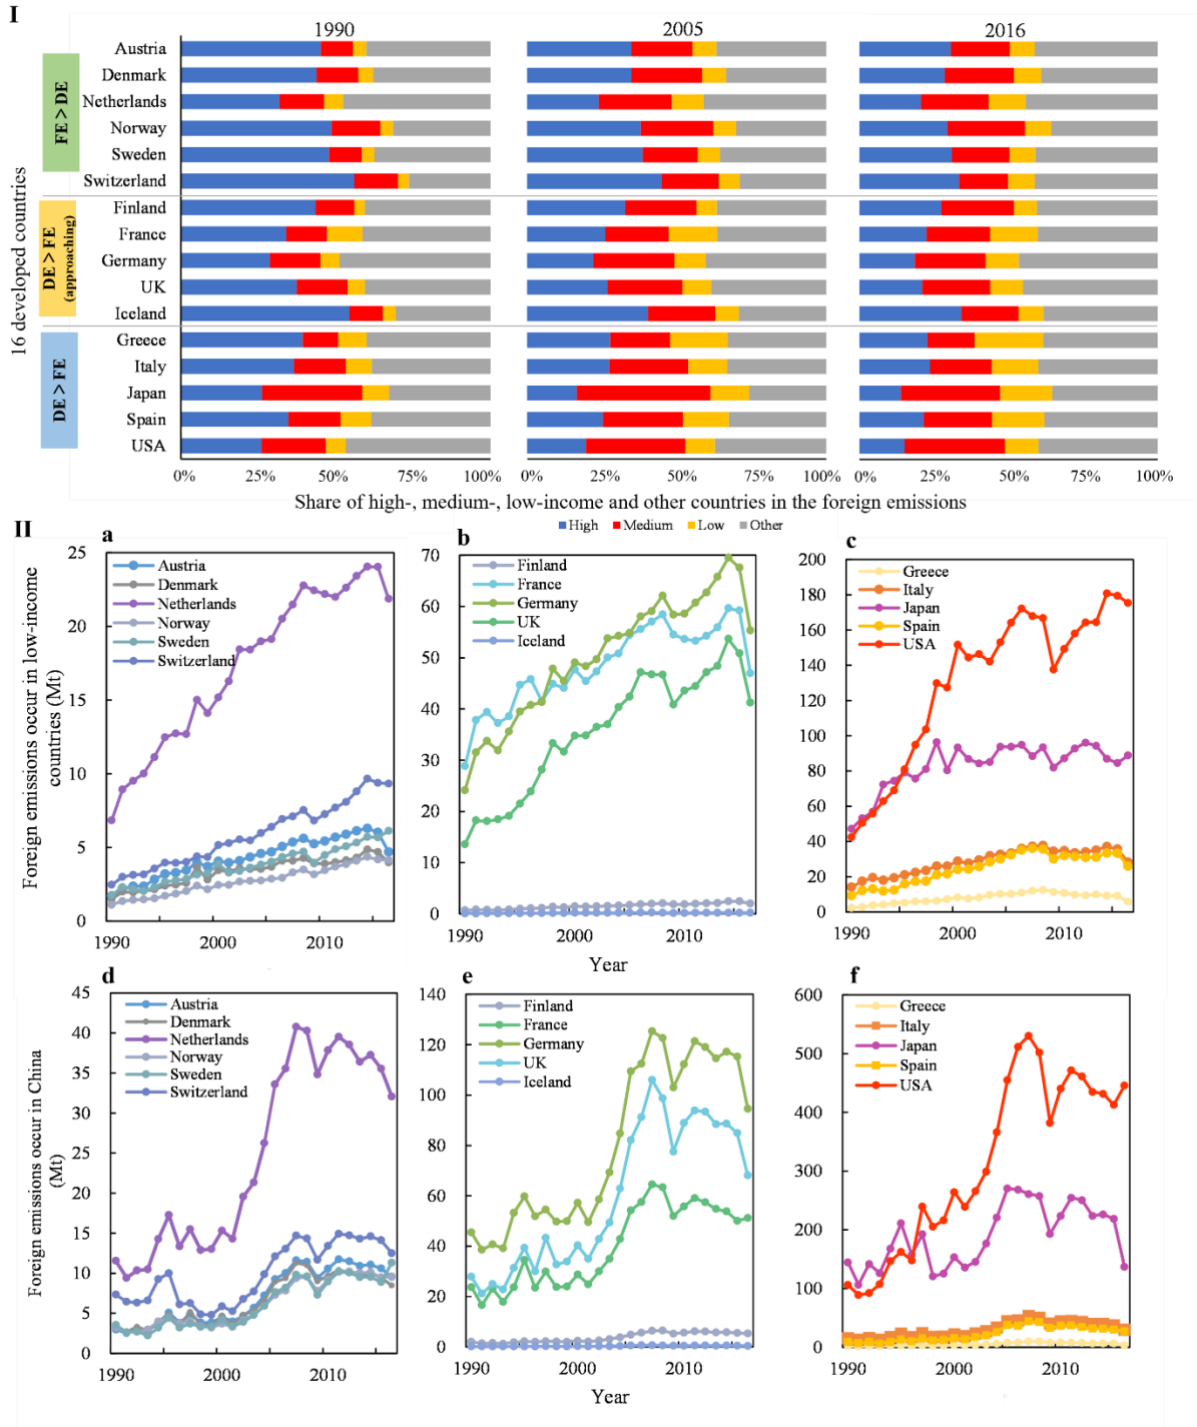 I
1990 2005 2016
16 developed countries
FE > DE
Austria
Denmark
Netherlands
Norway
Sweden
Switzerland
DE > FE
(approaching)
Finland
France
Germany
UK
Iceland
DE > FE
Greece
Italy
Japan
Spain
USA
0% 25% 50% 75% 100% 0% 25% 50% 75% 100% 0% 25% 50% 75% 100%
Share of high-, medium-, low-income and other countries in the foreign emissions
High Medium Low Other
II
a
Foreign emissions occur in low-income
countries (Mt)
25
20
15
10
5
0
Austria
Denmark
Netherlands
Norway
Sweden
Switzerland
1990 2000 2010
b
70
60
50
40
30
20
10
0
Finland
France
Germany
UK
Iceland
1990 2000 2010
Year
c
200
180
160
140
120
100
80
60
40
20
0
Greece
Italy
Japan
Spain
USA
1990 2000 2010
d
Foreign emissions occur in China
(Mt)
45
40
35
30
25
20
15
10
5
0
Austria
Denmark
Netherlands
Norway
Sweden
Switzerland
1990 2000 2010
e
140
120
100
80
60
40
20
0
Finland
France
Germany
UK
Iceland
1990 2000 2010
Year
f
600
500
400
300
200
100
0
Greece
Italy
Japan
Spain
USA
1990 2000 2010